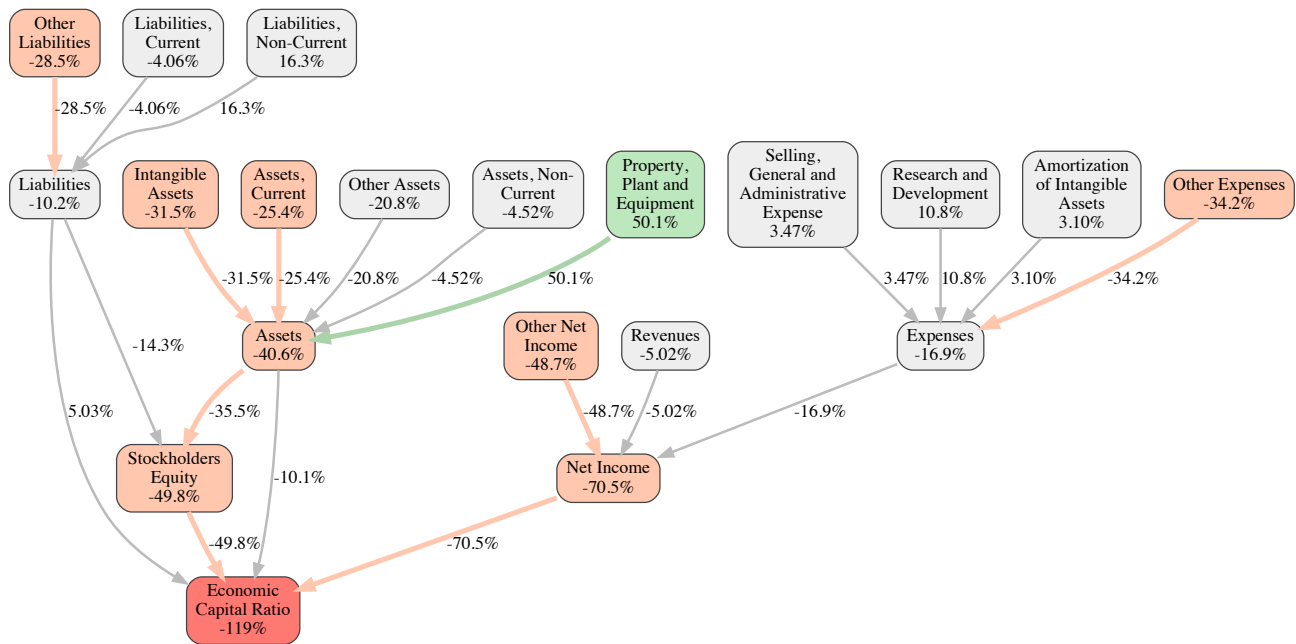 Other
Liabilities
-28.5%
Liabilities,
Current
-4.06%
Liabilities,
Non-Current
16.3%
-28.5%
-4.06%
16.3%
Liabilities
-10.2%
Intangible
Assets
-31.5%
Assets,
Current
-25.4%
Other Assets
-20.8%
Assets, Non-
Current
-4.52%
Property,
Plant and
Equipment
50.1%
Selling,
General and
Administrative
Expense
3.47%
Research and
Development
10.8%
Amortization
of Intangible
Assets
3.10%
Other Expenses
-34.2%
-31.5%
-25.4%
-20.8%
-4.52%
50.1%
3.47%
10.8%
3.10%
-34.2%
-14.3%
Assets
-40.6%
Other Net
Income
-48.7%
Revenues
-5.02%
Expenses
-16.9%
5.03%
-35.5%
-48.7%
-5.02%
-16.9%
Stockholders
Equity
-49.8%
-10.1%
Net Income
-70.5%
-49.8%
-70.5%
Economic
Capital Ratio
-119%